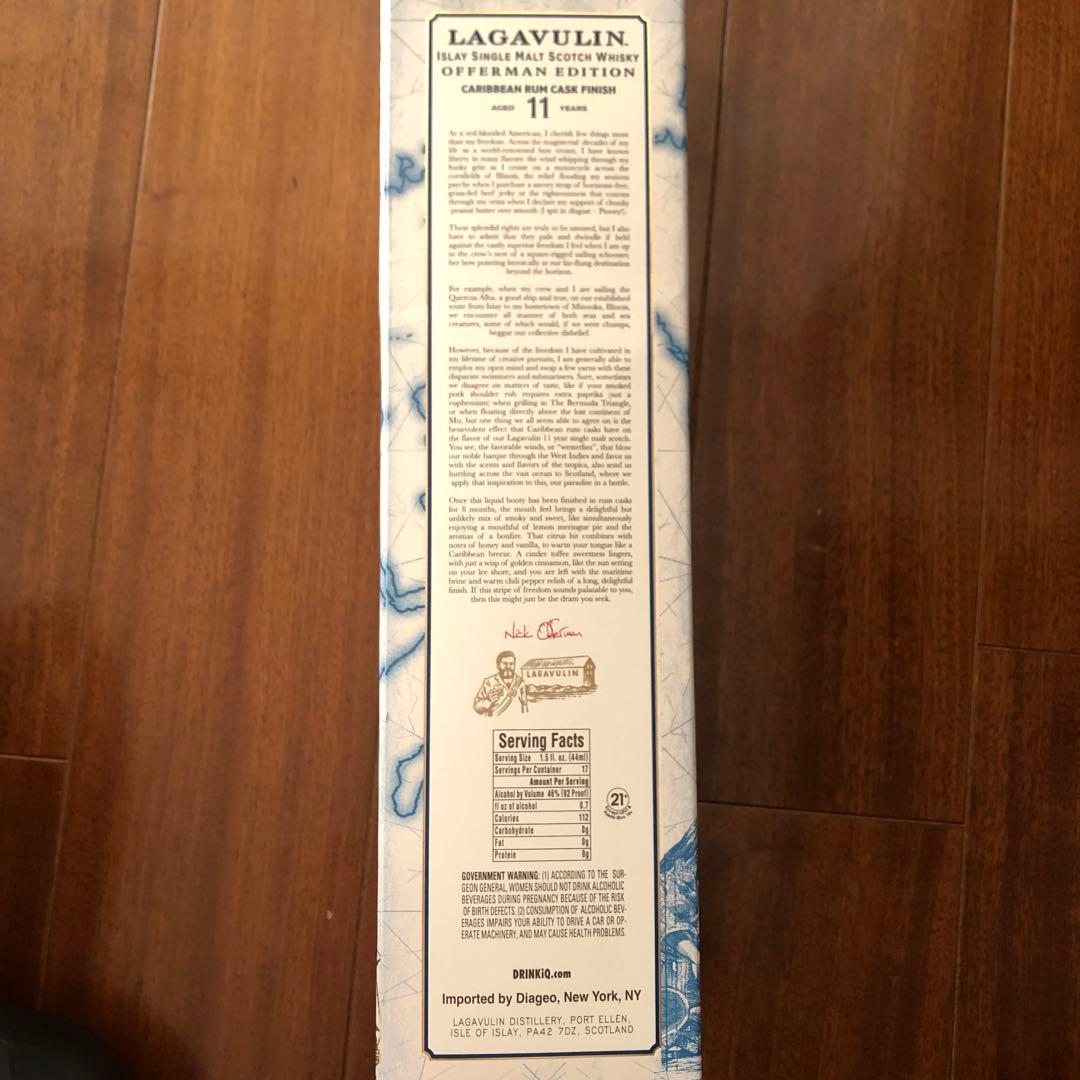 LAGAVULIN.
ISLAY SINGLE MALT SCOTCH WHISKY
OFFERMAN EDITION
CARIBBEAN RUM CASK FINISH
AGED 11 YEARS
As a red-blooded American, I cherish few things more
than my freedom. Across the magisterial decades of my
life as a world-renowned bon vivant, I have known
liberty in many flavors: the wind whipping through my
husky grin as I cruise on a motorcycle across the
cornfields of Illinois, the relief flooding my anxious
psyche when I purchase a savory strap of hormone-free,
grass-fed beef jerky or the righteousness that courses
through my veins when I declare my support of chunky
peanut butter over smooth (I spit in disgust - Ptooey!).
These splendid rights are truly to be savored, but I also
have to admit that they pale and dwindle if held
against the vastly superior freedom I feel when I am up
in the crow's nest of a square-rigged sailing schooner,
her bow pointing heroically at our far-flung destination
beyond the horizon.
For example, when my crew and I are sailing the
Quercus Alba, a good ship and true, on our established
route from Islay to my hometown of Minooka, Illinois,
we encounter all manner of both seas and sea
creatures, some of which would, if we were chumps,
beggar our collective disbelief.
However, because of the freedom I have cultivated in
my lifetime of creative pursuits, I am generally able to
employ my open mind and swap a few yarns with these
disparate swimmers and submariners. Sure, sometimes
we disagree on matters of taste, like if your smoked
pork shoulder rub requires extra paprika (not a
euphemism) when grilling in The Bermuda Triangle,
or when floating directly above the lost continent of
Mu, but one thing we all seem able to agree on is the
benevolent effect that Caribbean rum casks have on
the flavor of our Lagavulin 11 year single malt scotch.
You see, the favorable winds, or "westerlies", that blow
our noble barque through the West Indies and favor us
with the scents and flavors of the tropics, also send us
hurtling across the vast ocean to Scotland, where we
apply that inspiration to this, our paradise in a bottle.
Once this liquid booty has been finished in rum casks
for 8 months, the mouth feel brings a delightful but
unlikely mix of smoky and sweet, like simultaneously
enjoying a mouthful of lemon meringue pie and the
aromas of a bonfire. That citrus hit combines with
notes of honey and vanilla, to warm your tongue like a
Caribbean breeze. A cinder toffee sweetness lingers,
with just a wisp of golden cinnamon, like the sun setting
on your lee shore, and you are left with the maritime
brine and warm chili pepper relish of a long, delightful
finish. If this stripe of freedom sounds palatable to you,
then this might just be the dram you seek.
Nick Offerman
LAGAVULIN
Serving Facts
Serving Size 1.5 fl. oz. (44ml)
Servings Per Container 17
Amount Per Serving
Alcohol by Volume 46% (92 Proof)
fl oz of alcohol 0.7
Calories 112
Carbohydrate 0g
Fat 0g
Protein 0g
21+
GOVERNMENT WARNING: (1) ACCORDING TO THE SUR-
GEON GENERAL, WOMEN SHOULD NOT DRINK ALCOHOLIC
BEVERAGES DURING PREGNANCY BECAUSE OF THE RISK
OF BIRTH DEFECTS. (2) CONSUMPTION OF ALCOHOLIC BEV-
ERAGES IMPAIRS YOUR ABILITY TO DRIVE A CAR OR OP-
ERATE MACHINERY, AND MAY CAUSE HEALTH PROBLEMS.
DRINKiQ.com
Imported by Diageo, New York, NY
LAGAVULIN DISTILLERY, PORT ELLEN,
ISLE OF ISLAY, PA42 7DZ, SCOTLAND